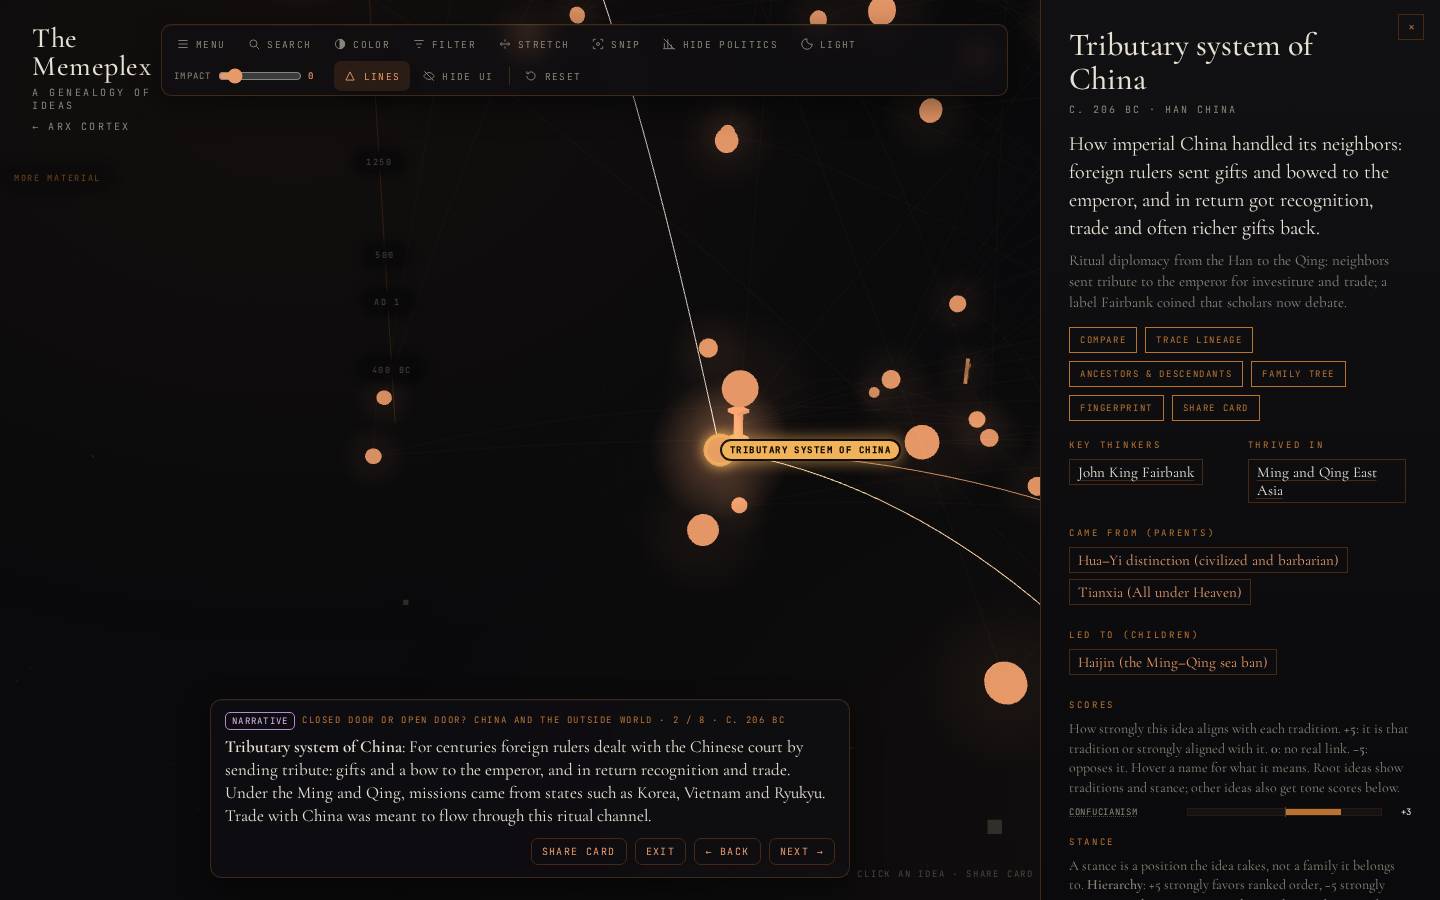 The
Memeplex
A GENEALOGY OF
IDEAS
← ARX CORTEX
MORE MATERIAL
MENU
SEARCH
COLOR
FILTER
STRETCH
SNIP
HIDE POLITICS
LIGHT
IMPACT
0
LINES
HIDE UI
RESET
1250
500
AD 1
400 BC
TRIBUTARY SYSTEM OF CHINA
NARRATIVE
CLOSED DOOR OR OPEN DOOR? CHINA AND THE OUTSIDE WORLD · 2 / 8 · C. 206 BC
Tributary system of China: For centuries foreign rulers dealt with the Chinese court by
sending tribute: gifts and a bow to the emperor, and in return recognition and trade.
Under the Ming and Qing, missions came from states such as Korea, Vietnam and Ryukyu.
Trade with China was meant to flow through this ritual channel.
SHARE CARD
EXIT
← BACK
NEXT →
CLICK AN IDEA · SHARE CARD
×
Tributary system of
China
C. 206 BC · HAN CHINA
How imperial China handled its neighbors:
foreign rulers sent gifts and bowed to the
emperor, and in return got recognition,
trade and often richer gifts back.
Ritual diplomacy from the Han to the Qing: neighbors
sent tribute to the emperor for investiture and trade; a
label Fairbank coined that scholars now debate.
COMPARE
TRACE LINEAGE
ANCESTORS & DESCENDANTS
FAMILY TREE
FINGERPRINT
SHARE CARD
KEY THINKERS
John King Fairbank
THRIVED IN
Ming and Qing East
Asia
CAME FROM (PARENTS)
Hua–Yi distinction (civilized and barbarian)
Tianxia (All under Heaven)
LED TO (CHILDREN)
Haijin (the Ming–Qing sea ban)
SCORES
How strongly this idea aligns with each tradition. +5: it is that
tradition or strongly aligned with it. 0: no real link. −5:
opposes it. Hover a name for what it means. Root ideas show
traditions and stance; other ideas also get tone scores below.
CONFUCIANISM
+3
STANCE
A stance is a position the idea takes, not a family it belongs
to. Hierarchy: +5 strongly favors ranked order, −5 strongly